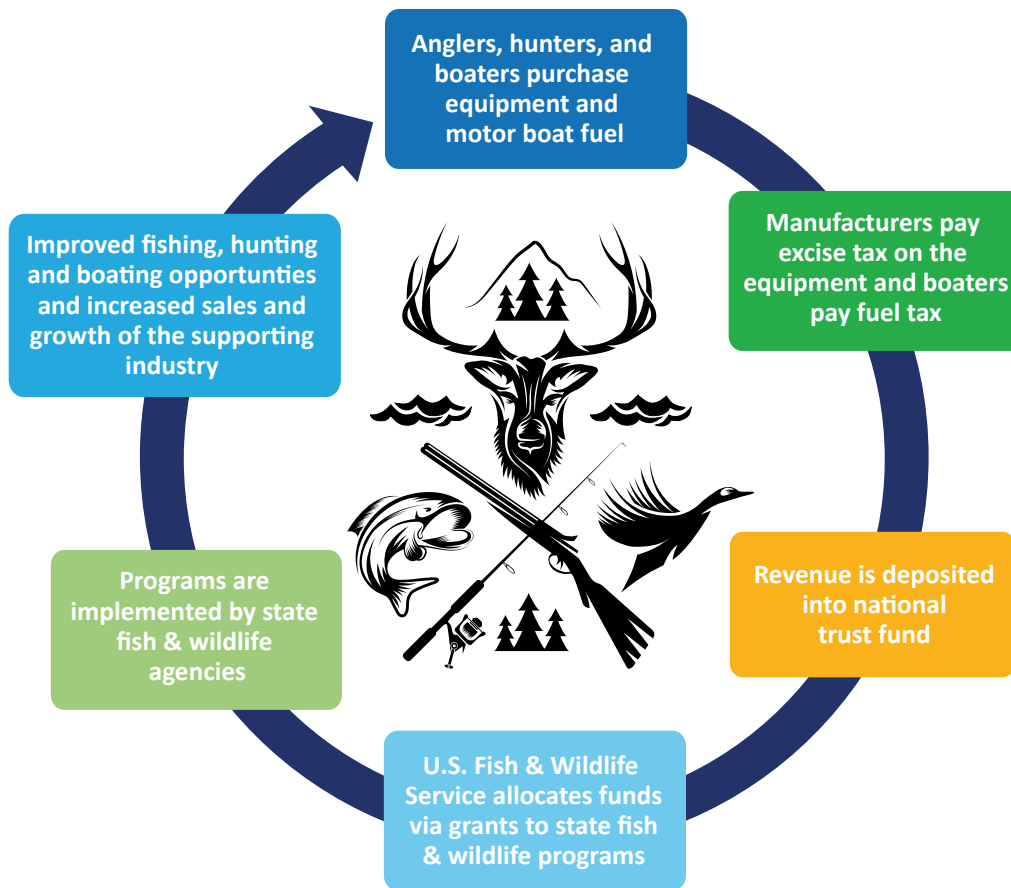 Anglers, hunters, and
boaters purchase
equipment and
motor boat fuel
Manufacturers pay
excise tax on the
equipment and boaters
pay fuel tax
Revenue is deposited
into national
trust fund
U.S. Fish & Wildlife
Service allocates funds
via grants to state fish
& wildlife programs
Programs are
implemented by state
fish & wildlife
agencies
Improved fishing, hunting
and boating opportunties
and increased sales and
growth of the supporting
industry